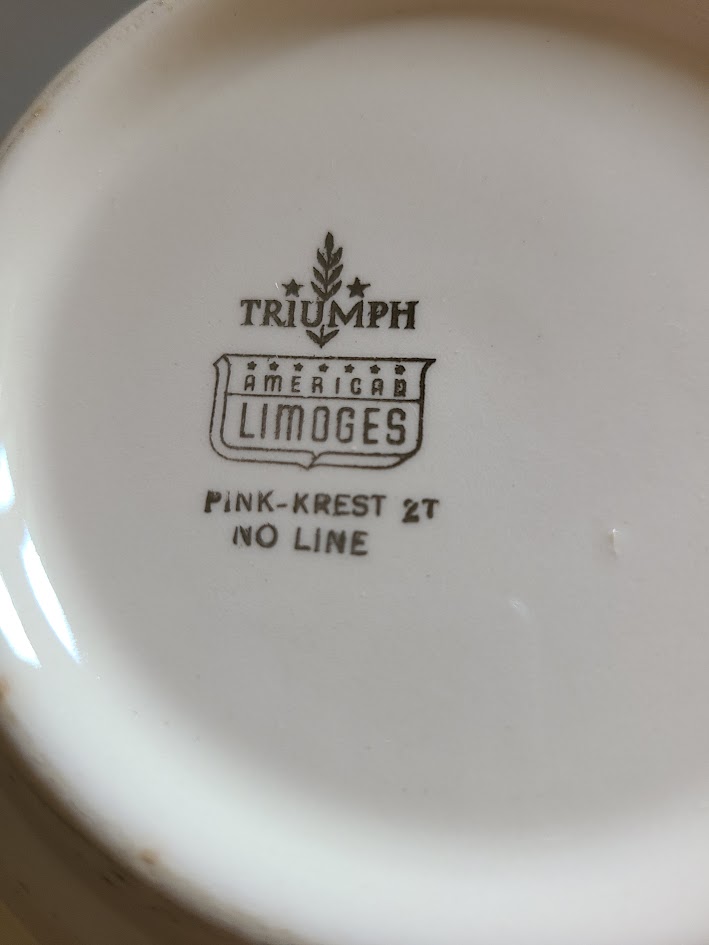 TRIUMPH
AMERICAN
LIMOGES
PINK-KREST 2T
NO LINE